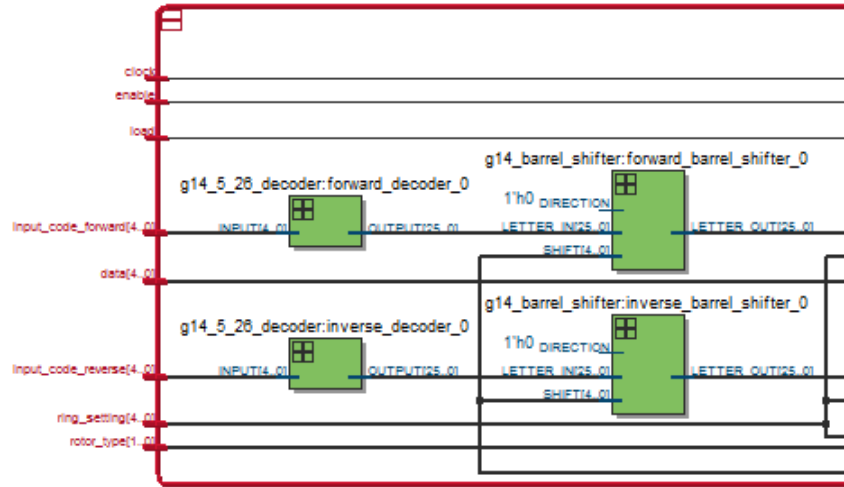 clock
enable
load
g14_barrel_shifter:forward_barrel_shifter_0
g14_5_26_decoder:forward_decoder_0
1'h0 DIRECTION
input_code_forward[4..0] INPUT[4..0] OUTPUT[25..0] LETTER_IN[25..0] LETTER_OUT[25..0]
SHIFT[4..0]
data[4..0]
g14_barrel_shifter:inverse_barrel_shifter_0
g14_5_26_decoder:inverse_decoder_0
1'h0 DIRECTION
input_code_reverse[4..0] INPUT[4..0] OUTPUT[25..0] LETTER_IN[25..0] LETTER_OUT[25..0]
SHIFT[4..0]
ring_setting[4..0]
rotor_type[1..0]